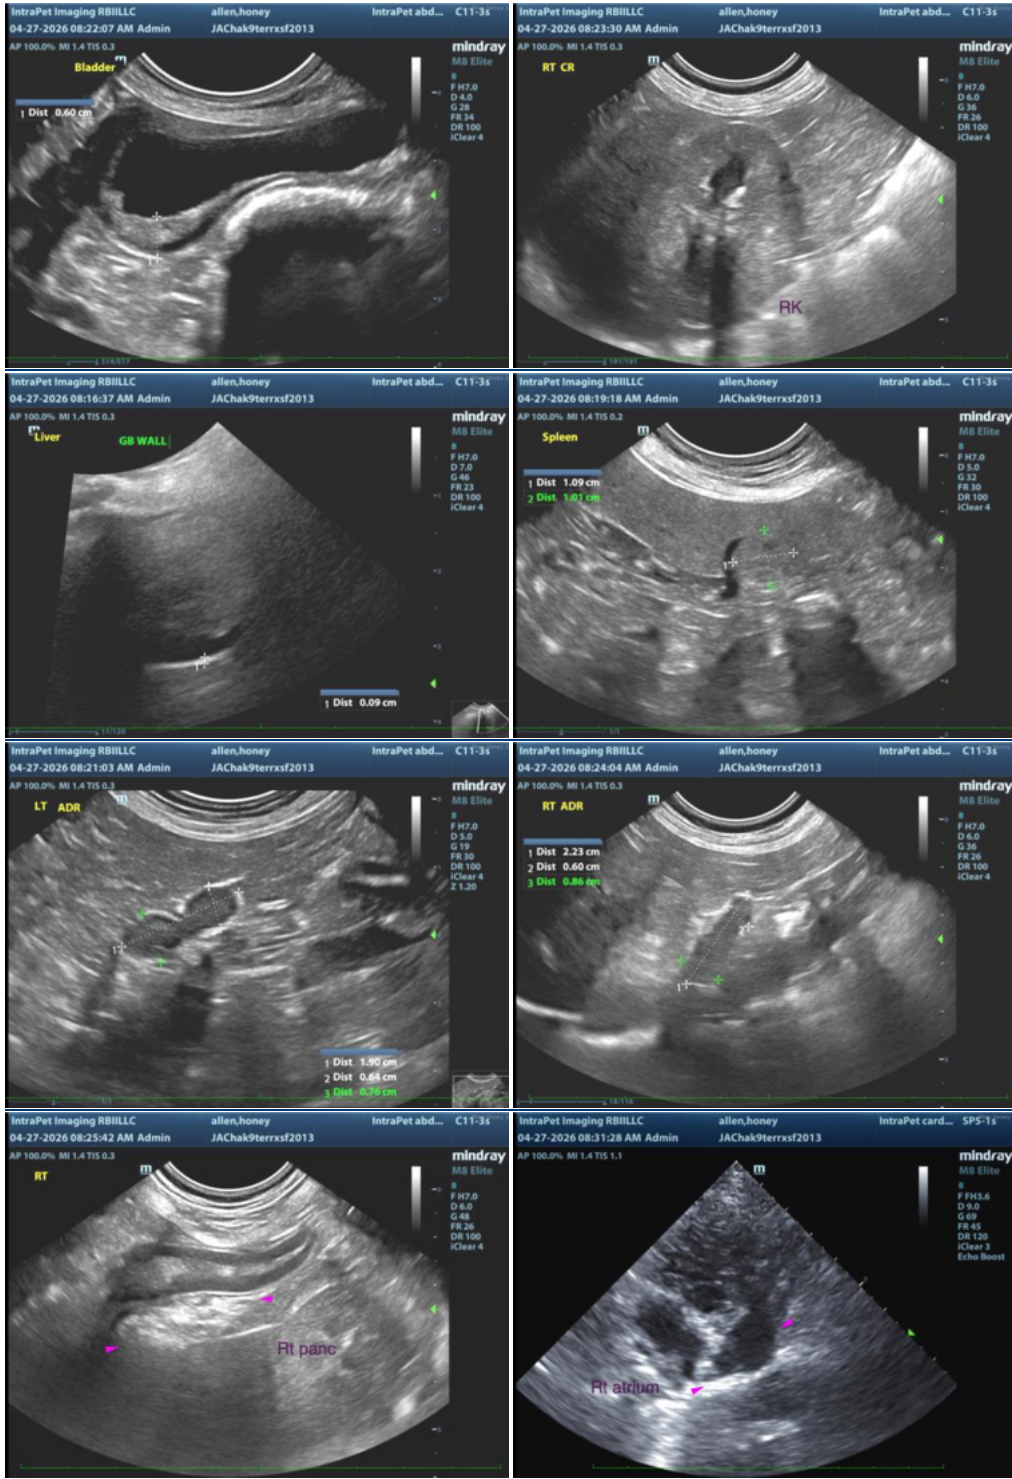 IntraPet Imaging RBIILLC allen,honey IntraPet abd... C11-3s
04-27-2026 08:22:07 AM Admin JAChak9terrxsf2013
AP 100.0% MI 1.4 TIS 0.3
mindray
M8 Elite
Bladder
B
F H7.0
D 4.0
G 28
FR 34
DR 100
iClear 4
1 Dist 0.60 cm
514/517
IntraPet Imaging RBIILLC allen,honey IntraPet abd... C11-3s
04-27-2026 08:23:30 AM Admin JAChak9terrxsf2013
AP 100.0% MI 1.4 TIS 0.3
mindray
M8 Elite
RT CR
B
F H7.0
D 6.0
G 36
FR 26
DR 100
iClear 4
RK
191/191
IntraPet Imaging RBIILLC allen,honey IntraPet abd... C11-3s
04-27-2026 08:16:37 AM Admin JAChak9terrxsf2013
AP 100.0% MI 1.4 TIS 0.3
mindray
M8 Elite
Liver GB WALL
B
F H7.0
D 7.0
G 46
FR 23
DR 100
iClear 4
1 Dist 0.09 cm
11/120
IntraPet Imaging RBIILLC allen,honey IntraPet abd... C11-3s
04-27-2026 08:19:18 AM Admin JAChak9terrxsf2013
AP 100.0% MI 1.4 TIS 0.2
mindray
M8 Elite
Spleen
B
F H7.0
D 5.0
G 32
FR 30
DR 100
iClear 4
1 Dist 1.09 cm
2 Dist 1.01 cm
1/1
IntraPet Imaging RBIILLC allen,honey IntraPet abd... C11-3s
04-27-2026 08:21:03 AM Admin JAChak9terrxsf2013
AP 100.0% MI 1.4 TIS 0.3
mindray
M8 Elite
LT ADR
B
F H7.0
D 5.0
G 19
FR 30
DR 100
iClear 4
Z 1.20
1 Dist 1.90 cm
2 Dist 0.64 cm
3 Dist 0.76 cm
1/1
IntraPet Imaging RBIILLC allen,honey IntraPet abd... C11-3s
04-27-2026 08:24:04 AM Admin JAChak9terrxsf2013
AP 100.0% MI 1.4 TIS 0.3
mindray
M8 Elite
RT ADR
B
F H7.0
D 6.0
G 36
FR 26
DR 100
iClear 4
1 Dist 2.23 cm
2 Dist 0.60 cm
3 Dist 0.86 cm
18/116
IntraPet Imaging RBIILLC allen,honey IntraPet abd... C11-3s
04-27-2026 08:25:42 AM Admin JAChak9terrxsf2013
AP 100.0% MI 1.4 TIS 0.3
mindray
M8 Elite
RT
B
F H7.0
D 6.0
G 48
FR 26
DR 100
iClear 4
Rt panc
IntraPet Imaging RBIILLC allen,honey IntraPet card... SP5-1s
04-27-2026 08:31:28 AM Admin JAChak9terrxsf2013
AP 100.0% MI 1.4 TIS 1.1
mindray
M8 Elite
B
F FH3.6
D 9.0
G 69
FR 45
DR 120
iClear 3
Echo Boost
Rt atrium